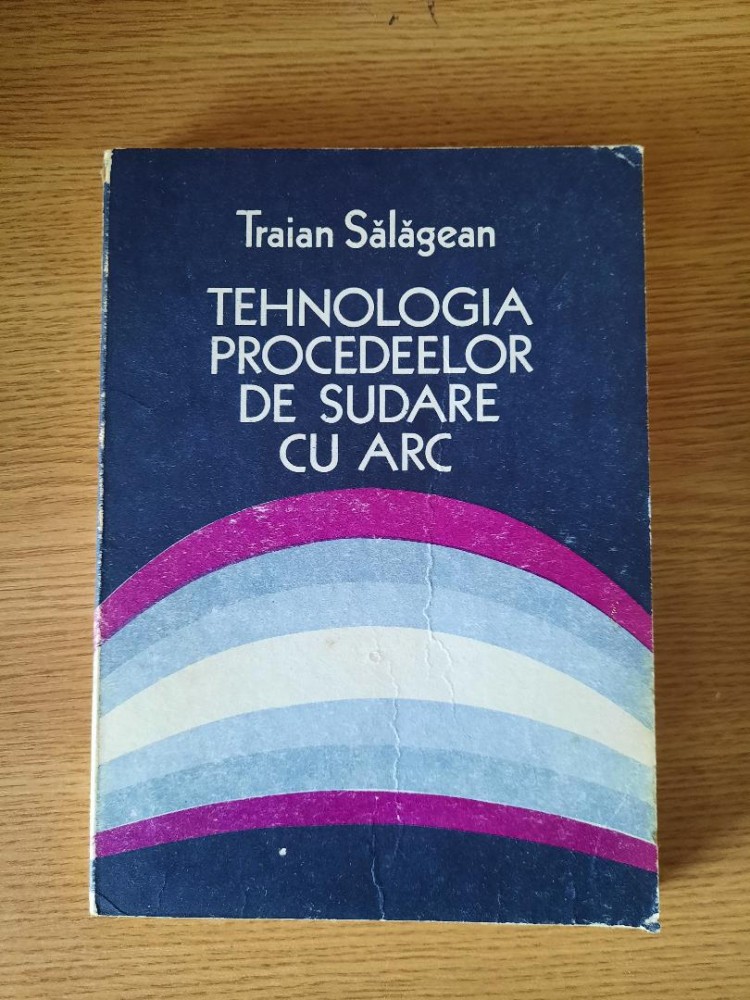 Traian Sălăgean
TEHNOLOGIA
PROCEDEELOR
DE SUDARE
CU ARC